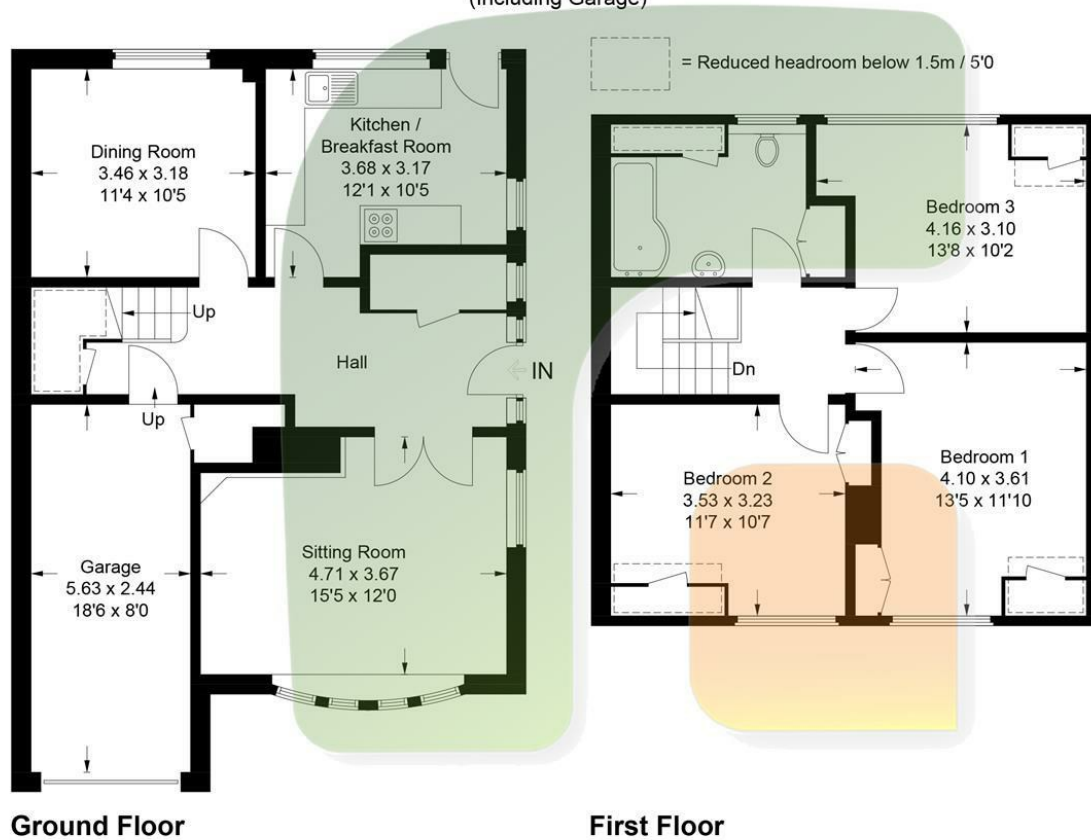 (Including Garage)
= Reduced headroom below 1.5m / 5'0
Dining Room
3.46 x 3.18
11'4 x 10'5
Kitchen /
Breakfast Room
3.68 x 3.17
12'1 x 10'5
Up
Hall
IN
Up
Garage
5.63 x 2.44
18'6 x 8'0
Sitting Room
4.71 x 3.67
15'5 x 12'0
Ground Floor
Bedroom 3
4.16 x 3.10
13'8 x 10'2
Dn
Bedroom 2
3.53 x 3.23
11'7 x 10'7
Bedroom 1
4.10 x 3.61
13'5 x 11'10
First Floor